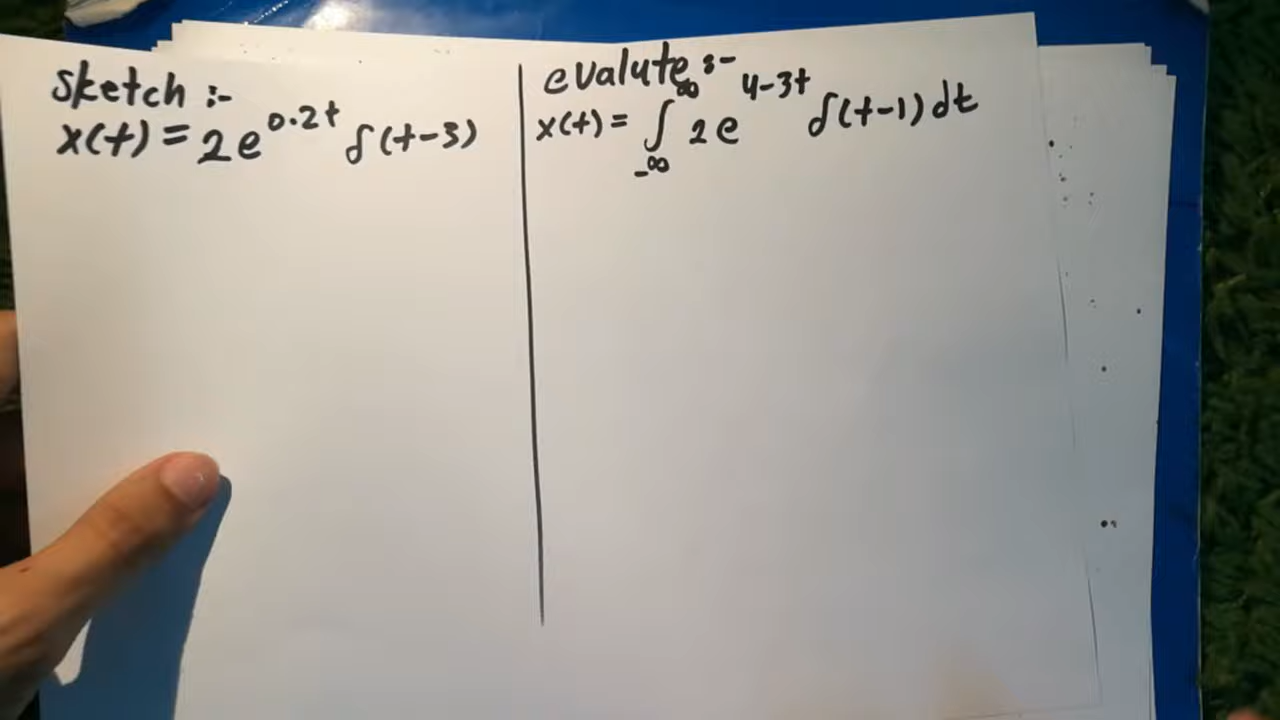 sketch :-
x(t) = 2e^0.2t δ(t-3)
evalute :-
x(t) = ∫_-∞^∞ 2e^4-3t δ(t-1) dt